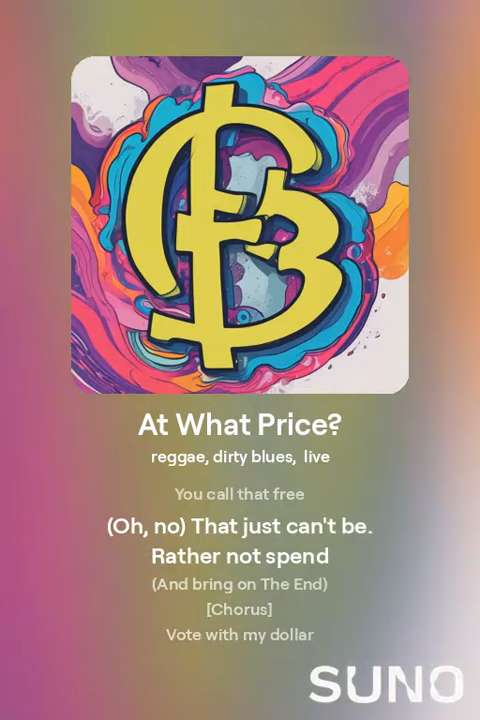 At What Price?
reggae, dirty blues,  live
You call that free
(Oh, no) That just can't be.
Rather not spend
(And bring on The End)
[Chorus]
Vote with my dollar
SUNO